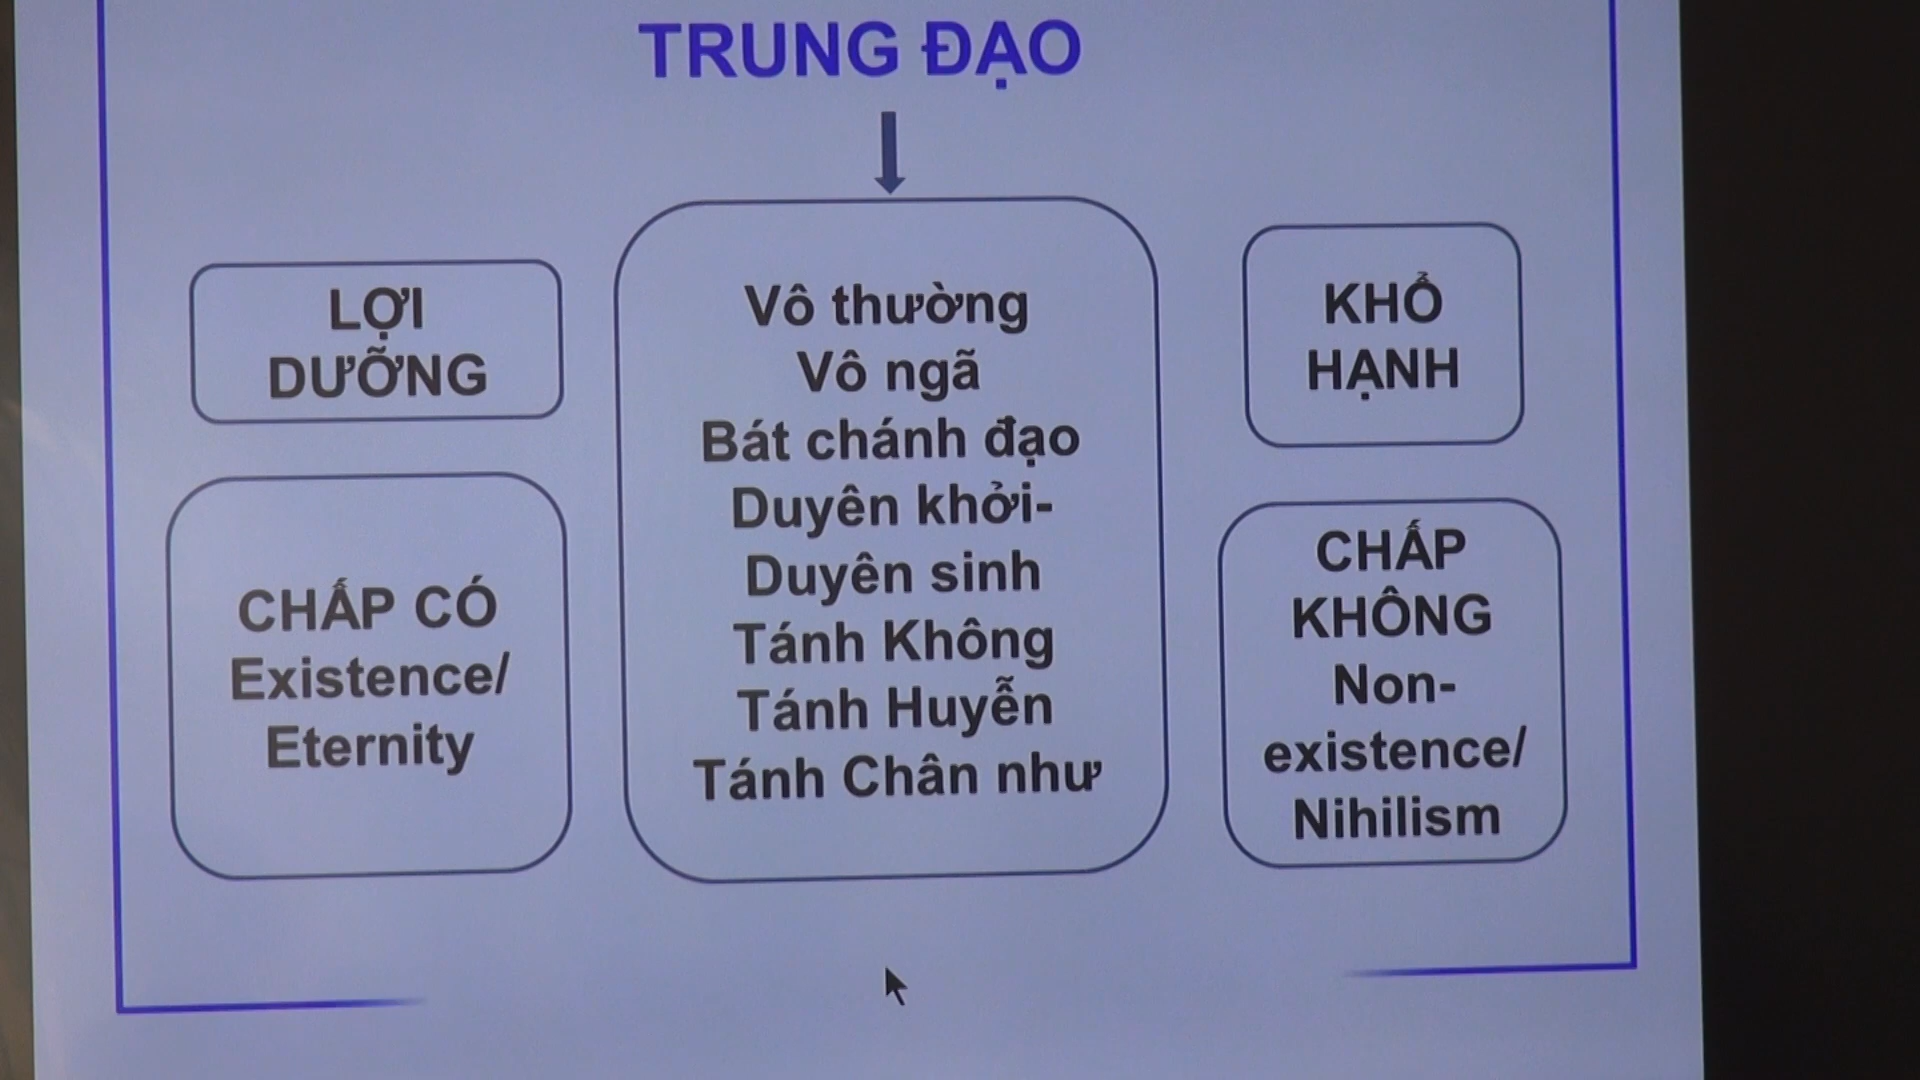 TRUNG ĐẠO
LỢI
DƯỠNG
CHẤP CÓ
Existence/
Eternity
Vô thường
Vô ngã
Bát chánh đạo
Duyên khởi-
Duyên sinh
Tánh Không
Tánh Huyễn
Tánh Chân như
KHỔ
HẠNH
CHẤP
KHÔNG
Non-
existence/
Nihilism